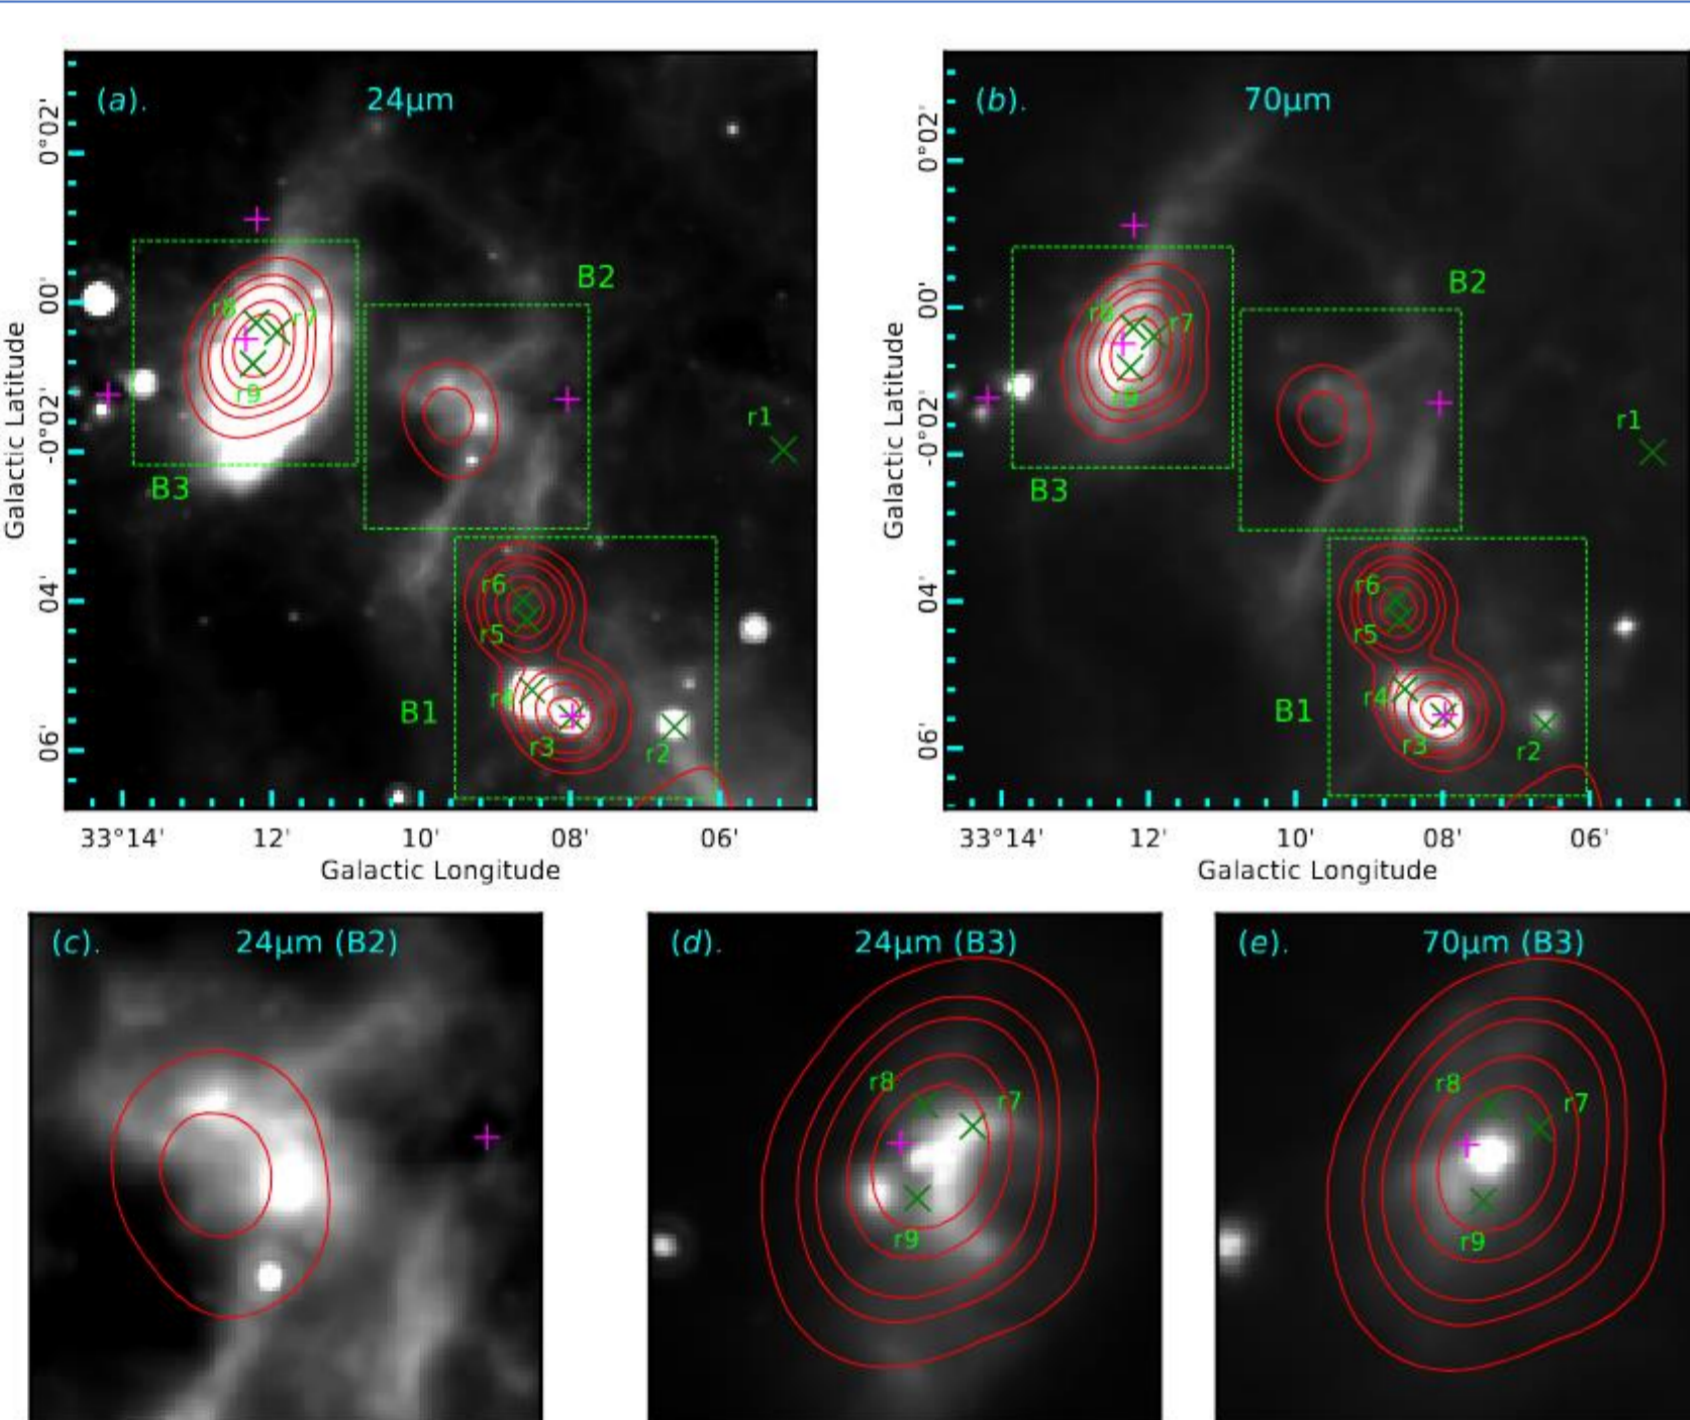 (a). 24μm
(b). 70μm
0°02'
00'
-0°02'
04'
06'
Galactic Latitude
r8
r7
r9
B3
B2
r1
r6
r5
r4
r3
r2
B1
33°14' 12' 10' 08' 06'
Galactic Longitude
0°02'
00'
-0°02'
04'
06'
Galactic Latitude
r8
r7
r9
B3
B2
r1
r6
r5
r4
r3
r2
B1
33°14' 12' 10' 08' 06'
Galactic Longitude
(c). 24μm (B2)
(d). 24μm (B3)
r8
r7
r9
(e). 70μm (B3)
r8
r7
r9